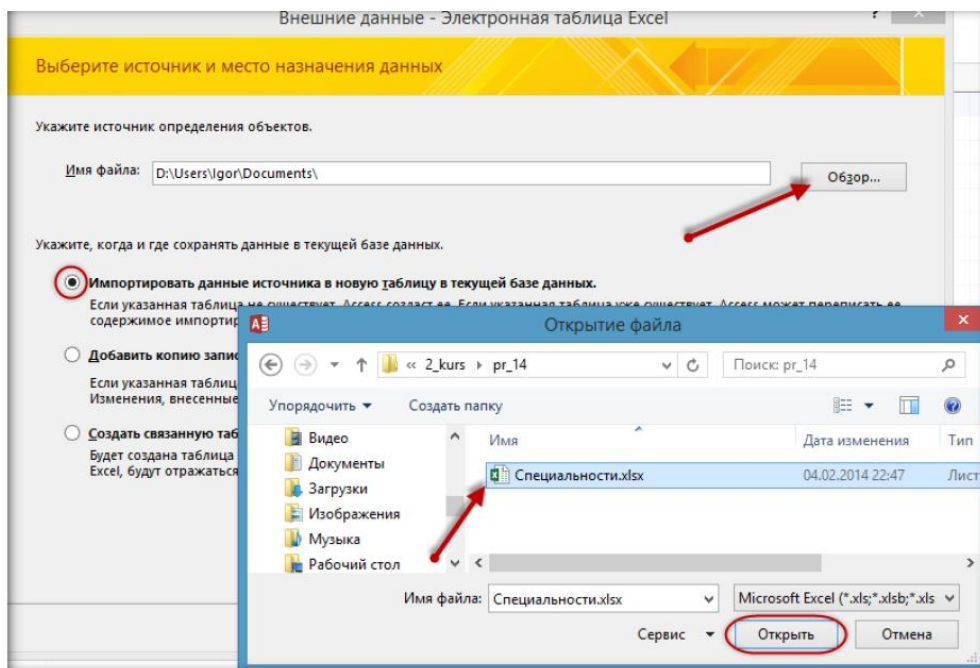 Внешние данные - Электронная таблица Excel
?
Выберите источник и место назначения данных
Укажите источник определения объектов.
Имя файла: D:\Users\Igor\Documents\ Обзор...
Укажите, когда и где сохранять данные в текущей базе данных.
Импортировать данные источника в новую таблицу в текущей базе данных.
Если указанная таблица не существует, Access создаст ее. Если указанная таблица уже существует, Access может переписать ее
содержимое импортир
Добавить копию запис
Если указанная таблиц
Изменения, внесенные
Создать связанную таб
Будет создана таблица
Excel, будут отражаться
Открытие файла
« 2_kurs pr_14 Поиск: pr_14
Упорядочить Создать папку
Видео
Документы
Загрузки
Изображения
Музыка
Рабочий стол
Имя Дата изменения Тип
Специальности.xlsx 04.02.2014 22:47 Лист
Имя файла: Специальности.xlsx Microsoft Excel (*.xls;*.xlsb;*.xls
Сервис Открыть Отмена